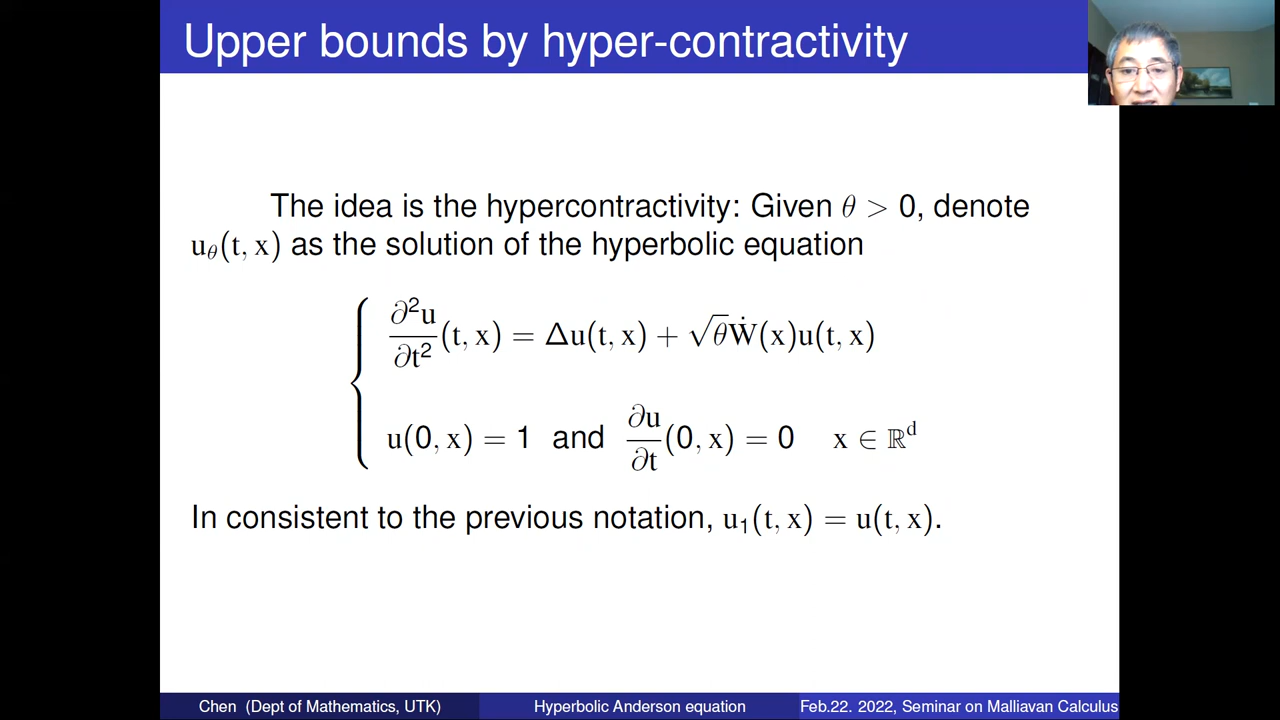 Upper bounds by hyper-contractivity
The idea is the hypercontractivity: Given θ > 0, denote
u_θ(t, x) as the solution of the hyperbolic equation
∂²u/∂t² (t, x) = Δu(t, x) + √θẆ(x)u(t, x)
u(0, x) = 1 and ∂u/∂t (0, x) = 0 x ∈ ℝᵈ
In consistent to the previous notation, u₁(t, x) = u(t, x).
Chen (Dept of Mathematics, UTK) Hyperbolic Anderson equation Feb.22. 2022, Seminar on Malliavan Calculus